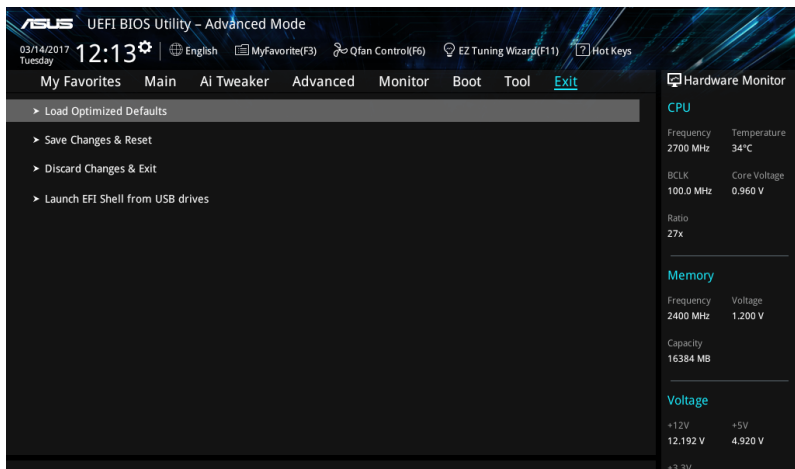 ASUS UEFI BIOS Utility – Advanced Mode
03/14/2017
Tuesday
12:13
English
MyFavorite(F3)
Qfan Control(F6)
EZ Tuning Wizard(F11)
? Hot Keys
My Favorites Main Ai Tweaker Advanced Monitor Boot Tool Exit
➤ Load Optimized Defaults
➤ Save Changes & Reset
➤ Discard Changes & Exit
➤ Launch EFI Shell from USB drives
Hardware Monitor
CPU
Frequency Temperature
2700 MHz 34°C
BCLK Core Voltage
100.0 MHz 0.960 V
Ratio
27x
Memory
Frequency Voltage
2400 MHz 1.200 V
Capacity
16384 MB
Voltage
+12V +5V
12.192 V 4.920 V
+3.3V